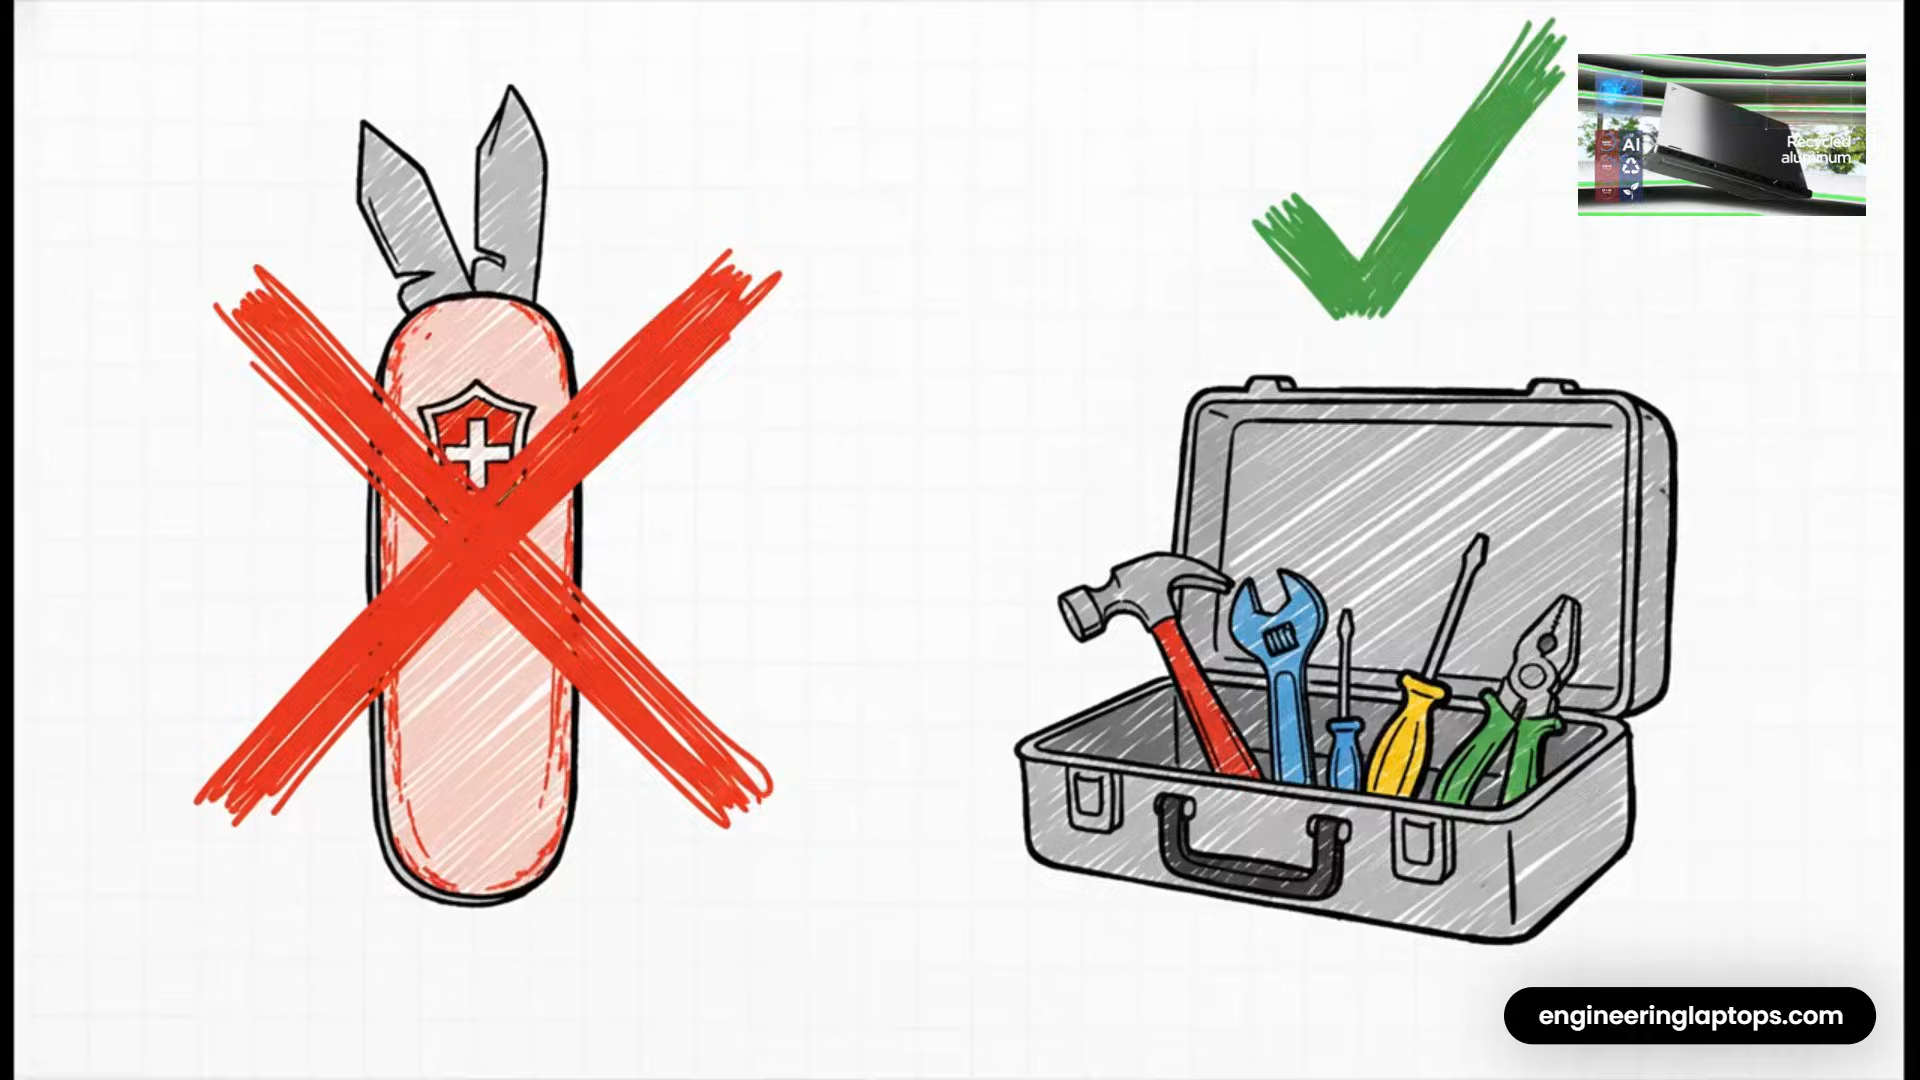 AI
Recycled
aluminum
engineeringlaptops.com